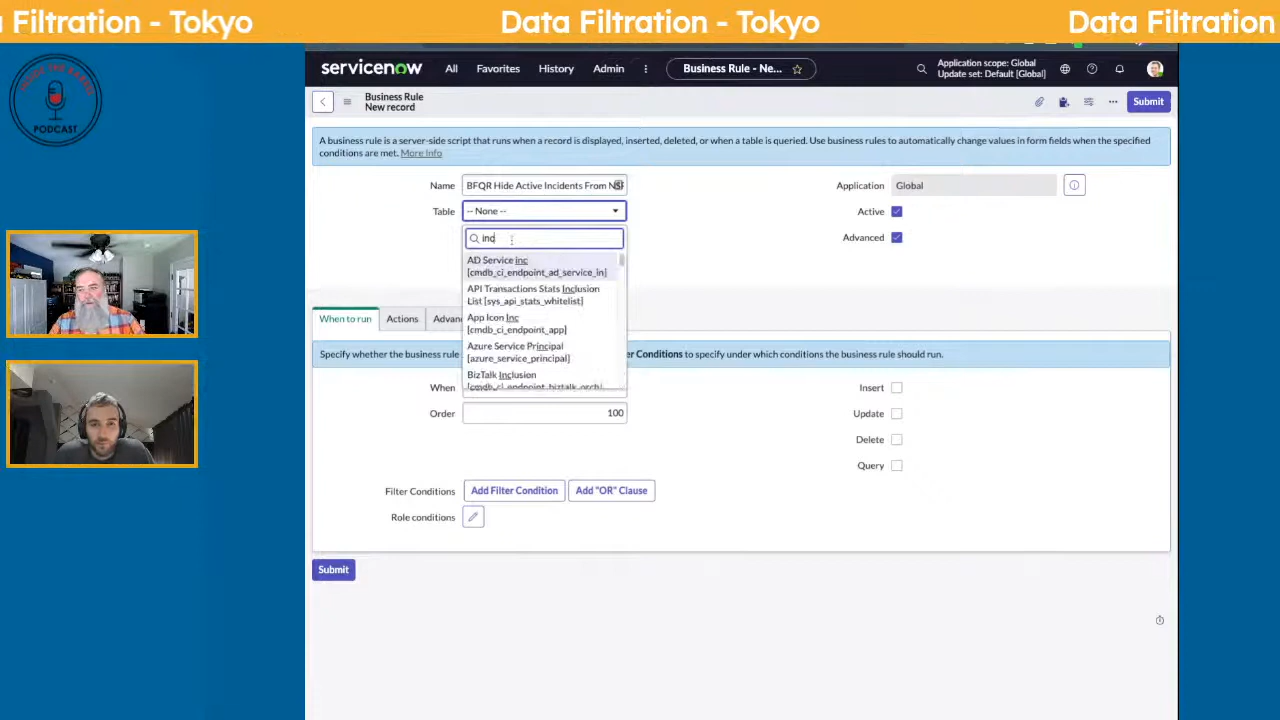 Data Filtration - Tokyo
Data Filtration - Tokyo
Data Filtration
INSIDE THE BASEL
PODCAST
servicenow
All
Favorites
History
Admin
Business Rule - Ne...
Application scope: Global
Update set: Default [Global]
Business Rule
New record
Submit
A business rule is a server-side script that runs when a record is displayed, inserted, deleted, or when a table is queried. Use business rules to automatically change values in form fields when the specified
conditions are met. More Info
Name
BFQR Hide Active Incidents From
Application
Global
Table
-- None --
Active
inc
Advanced
AD Service Inc
[cmdb_ci_endpoint_ad_service_in]
API Transactions Stats Inclusion
List [sys_api_stats_whitelist]
App Icon Inc
[cmdb_ci_endpoint_app]
Azure Service Principal
[azure_service_principal]
BizTalk Inclusion
[cmdb_ci_endpoint_biztalk_orch
When to run
Actions
Advan
Specify whether the business rule
er Conditions to specify under which conditions the business rule should run.
When
Insert
Order
100
Update
Delete
Query
Filter Conditions
Add Filter Condition
Add "OR" Clause
Role conditions
Submit